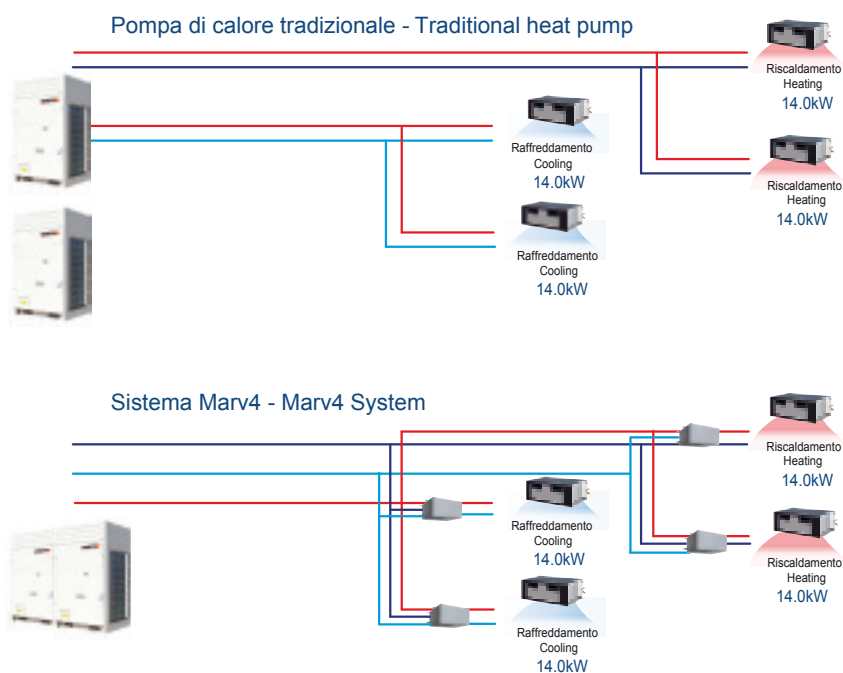 Pompa di calore tradizionale - Traditional heat pump
Riscaldamento
Heating
14.0kW
Raffreddamento
Cooling
14.0kW
Riscaldamento
Heating
14.0kW
Raffreddamento
Cooling
14.0kW
Sistema Marv4 - Marv4 System
Riscaldamento
Heating
14.0kW
Raffreddamento
Cooling
14.0kW
Riscaldamento
Heating
14.0kW
Raffreddamento
Cooling
14.0kW